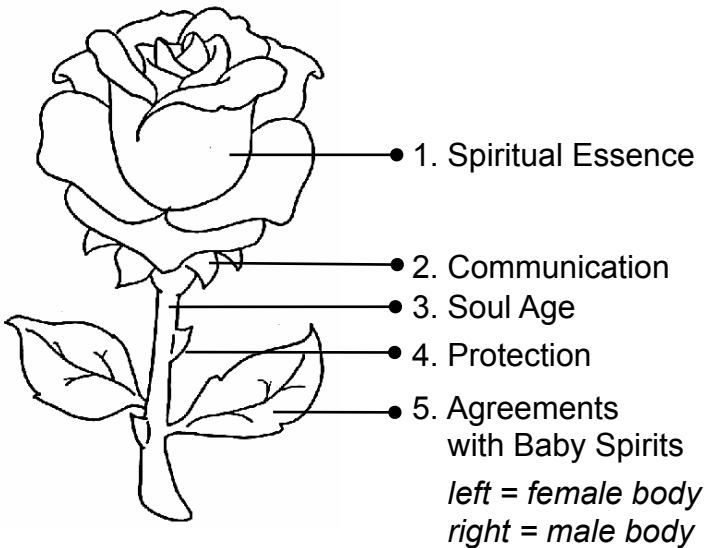 1. Spiritual Essence
2. Communication
3. Soul Age
4. Protection
5. Agreements
with Baby Spirits
left = female body
right = male body